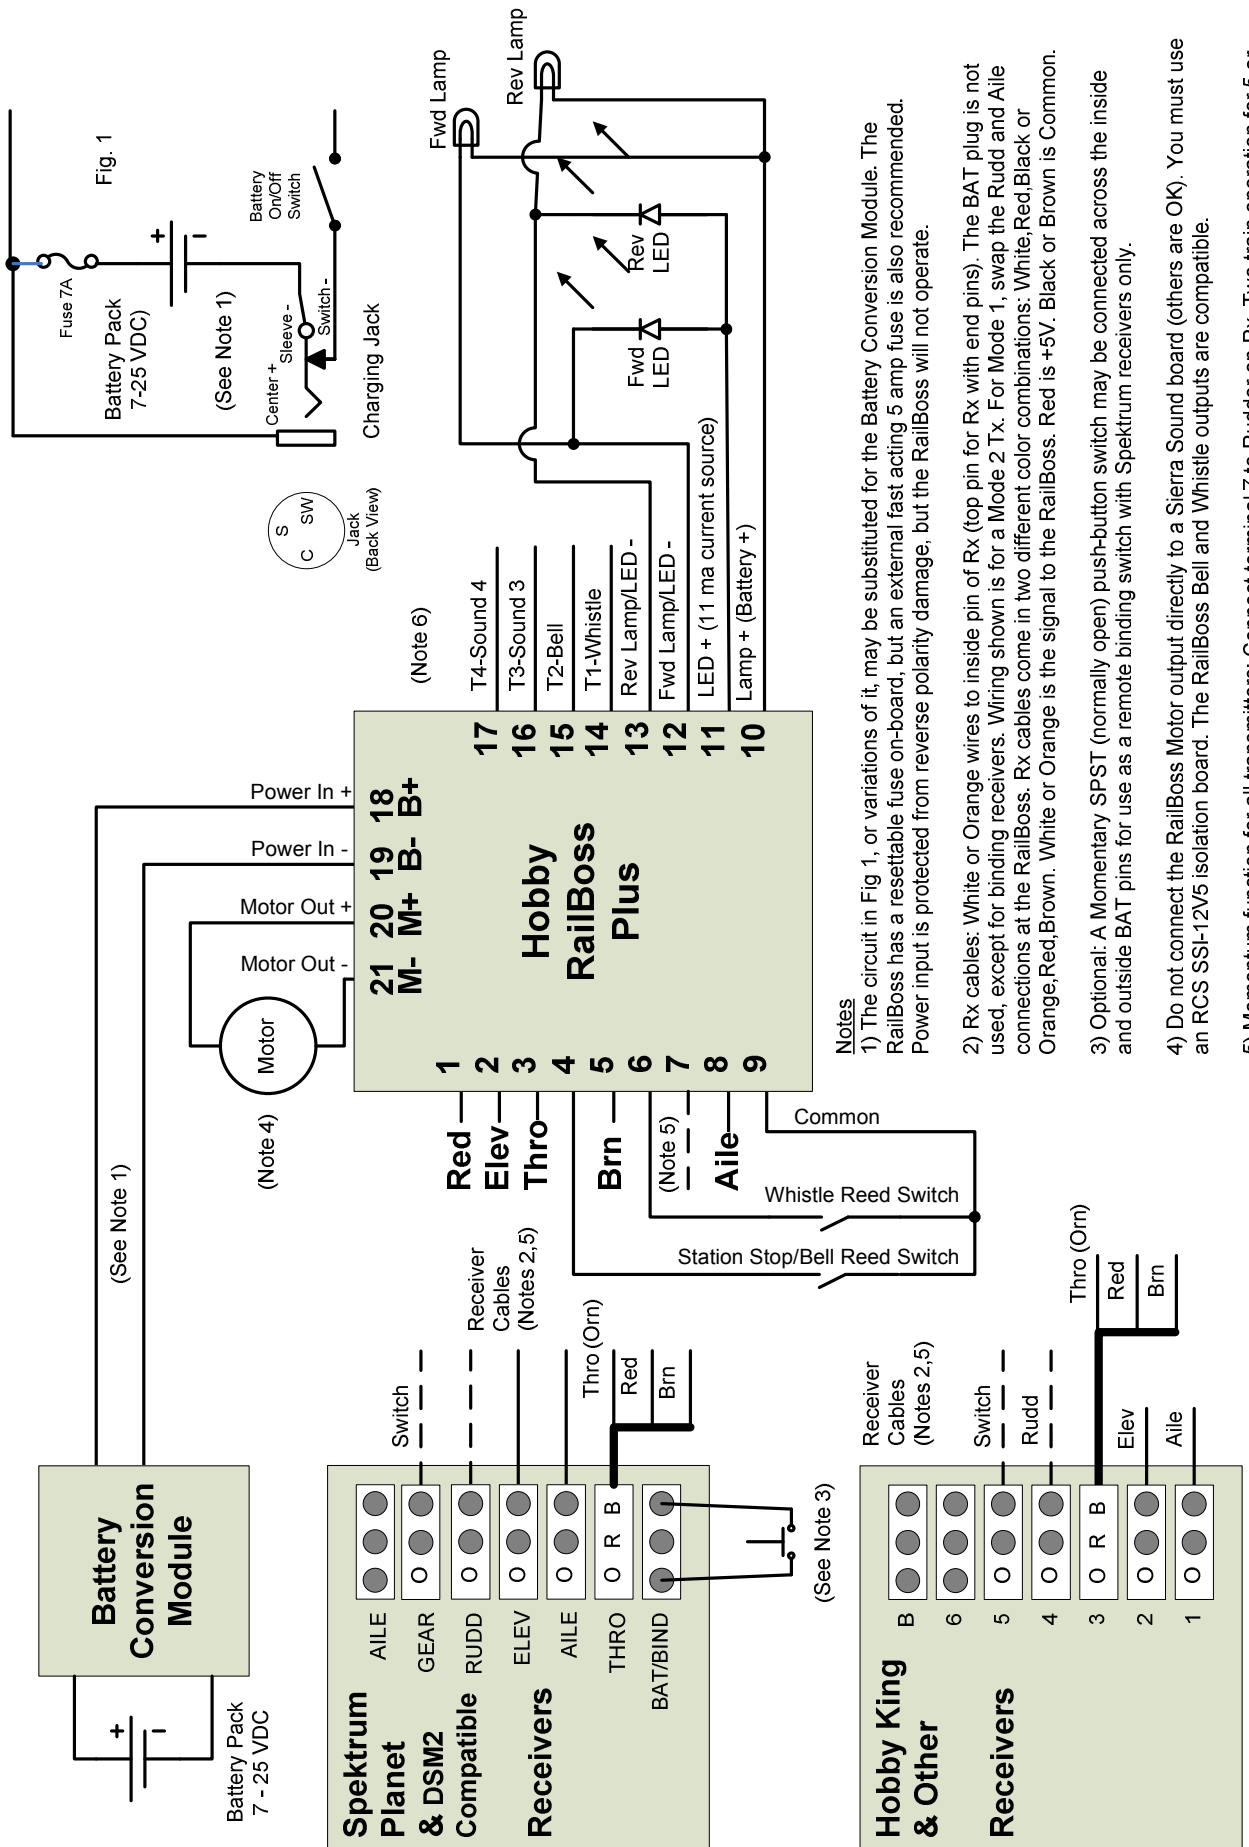 Battery
Conversion
Module
Battery Pack
7 - 25 VDC
+
−
(See Note 1)
Power In +
Power In -
Motor Out +
Motor Out -
Motor
(Note 4)
Fig. 1
Fuse 7A
Battery Pack
7-25 VDC)
+
−
(See Note 1)
Center +
Sleeve -
Switch -
Charging Jack
Battery
On/Off
Switch
S
C SW
Jack
(Back View)
Spektrum
Planet
& DSM2
Compatible
Receivers
AILE
GEAR
O
RUDD
O
ELEV
O
AILE
O
THRO
O R B
BAT/BIND
Switch
Receiver
Cables
(Notes 2,5)
Thro (Orn)
Red
Brn
(See Note 3)
Hobby
RailBoss
Plus
21 20 19 18
M- M+ B- B+
1
2
3
4
5
6
7
8
9
Red
Elev
Thro
Brn
(Note 5)
Aile
Common
Whistle Reed Switch
Station Stop/Bell Reed Switch
17
16
15
14
13
12
11
10
(Note 6)
T4-Sound 4
T3-Sound 3
T2-Bell
T1-Whistle
Rev Lamp/LED -
Fwd Lamp/LED -
LED + (11 ma current source)
Lamp + (Battery +)
Fwd
LED
Rev
LED
Fwd Lamp
Rev Lamp
Hobby King
& Other
Receivers
B
6
5
O
4
O
3
O R B
2
O
1
O
Receiver
Cables
(Notes 2,5)
Switch
Rudd
Thro (Orn)
Red
Brn
Elev
Aile
Notes
1) The circuit in Fig 1, or variations of it, may be substituted for the Battery Conversion Module. The
RailBoss has a resettable fuse on-board, but an external fast acting 5 amp fuse is also recommended.
Power input is protected from reverse polarity damage, but the RailBoss will not operate.
2) Rx cables: White or Orange wires to inside pin of Rx (top pin for Rx with end pins). The BAT plug is not
used, except for binding receivers. Wiring shown is for a Mode 2 Tx. For Mode 1, swap the Rudd and Aile
connections at the RailBoss. Rx cables come in two different color combinations: White,Red,Black or
Orange,Red,Brown. White or Orange is the signal to the RailBoss. Red is +5V. Black or Brown is Common.
3) Optional: A Momentary SPST (normally open) push-button switch may be connected across the inside
and outside BAT pins for use as a remote binding switch with Spektrum receivers only.
4) Do not connect the RailBoss Motor output directly to a Sierra Sound board (others are OK). You must use
an RCS SSI-12V5 isolation board. The RailBoss Bell and Whistle outputs are compatible.